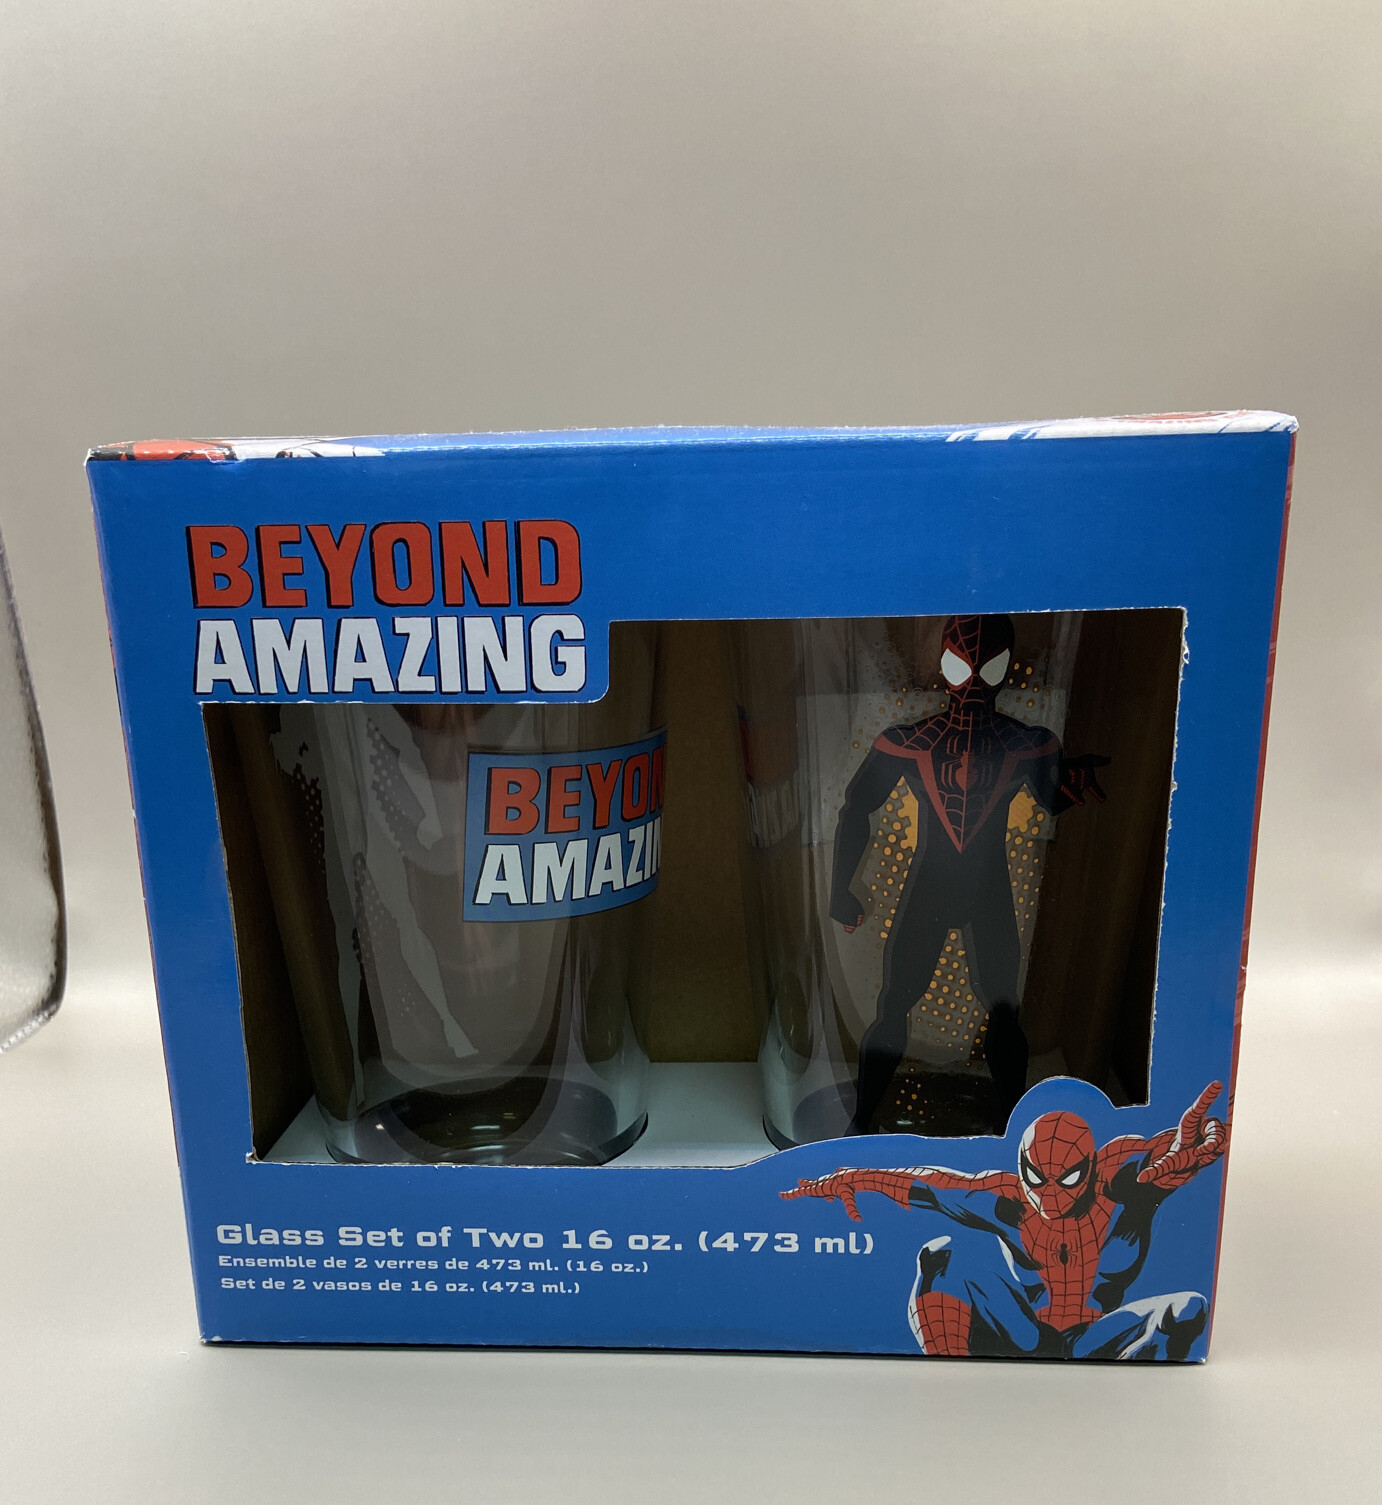 BEYOND
AMAZING
BEYON
AMAZIN
Glass Set of Two 16 oz. (473 ml)
Ensemble de 2 verres de 473 ml. (16 oz.)
Set de 2 vasos de 16 oz. (473 ml.)